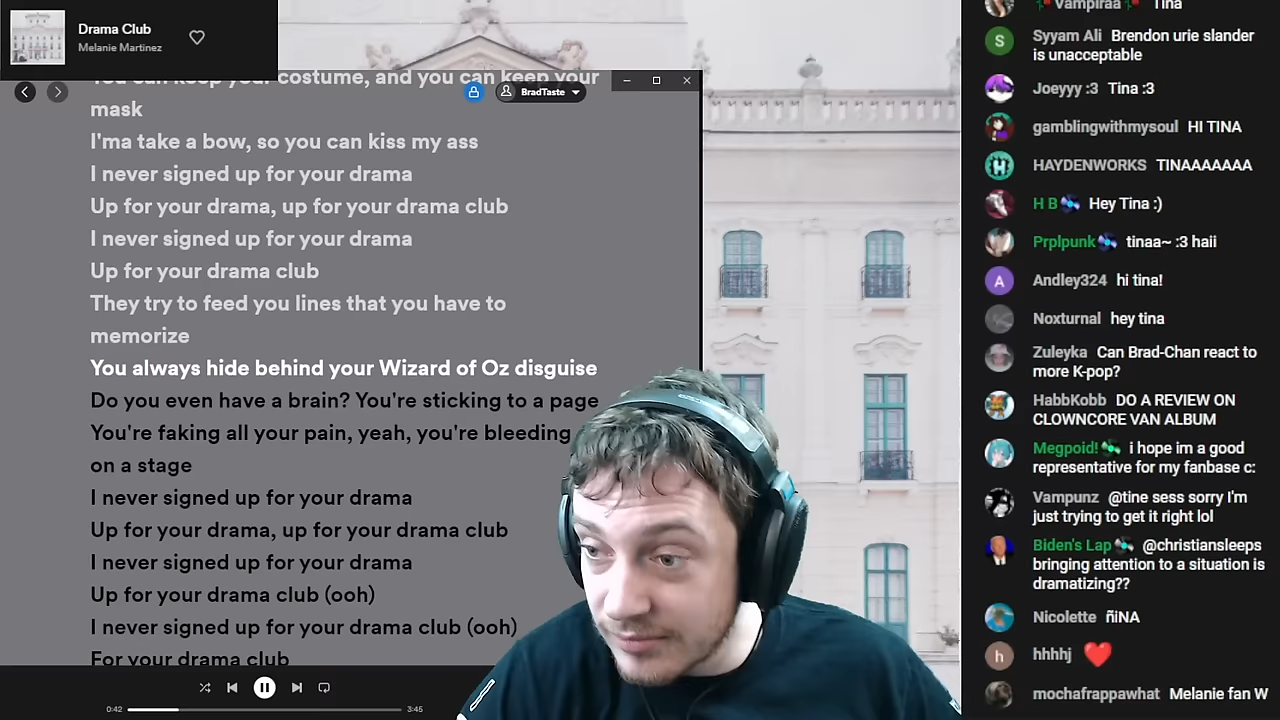 Drama Club
Melanie Martinez
You can keep your costume, and you can keep your
mask
I'ma take a bow, so you can kiss my ass
I never signed up for your drama
Up for your drama, up for your drama club
I never signed up for your drama
Up for your drama club
They try to feed you lines that you have to
memorize
You always hide behind your Wizard of Oz disguise
Do you even have a brain? You're sticking to a page
You're faking all your pain, yeah, you're bleeding
on a stage
I never signed up for your drama
Up for your drama, up for your drama club
I never signed up for your drama
Up for your drama club (ooh)
I never signed up for your drama club (ooh)
For your drama club
BradTaste
0:42
3:45
Vampiraa Tina
S
Syyam Ali Brendon urie slander
is unacceptable
Joeyyy :3 Tina :3
gamblingwithmysoul HI TINA
H
HAYDENWORKS TINAAAAAAA
H B Hey Tina :)
Prplpunk tinaa~ :3 haii
A
Andley324 hi tina!
Noxturnal hey tina
Zuleyka Can Brad-Chan react to
more K-pop?
HabbKobb DO A REVIEW ON
CLOWNCORE VAN ALBUM
Megpoid! i hope im a good
representative for my fanbase c:
Vampunz @tine sess sorry I'm
just trying to get it right lol
Biden's Lap @christiansleeps
bringing attention to a situation is
dramatizing??
Nicolette ñiNA
h
hhhhj ❤️
mochafrappawhat Melanie fan W